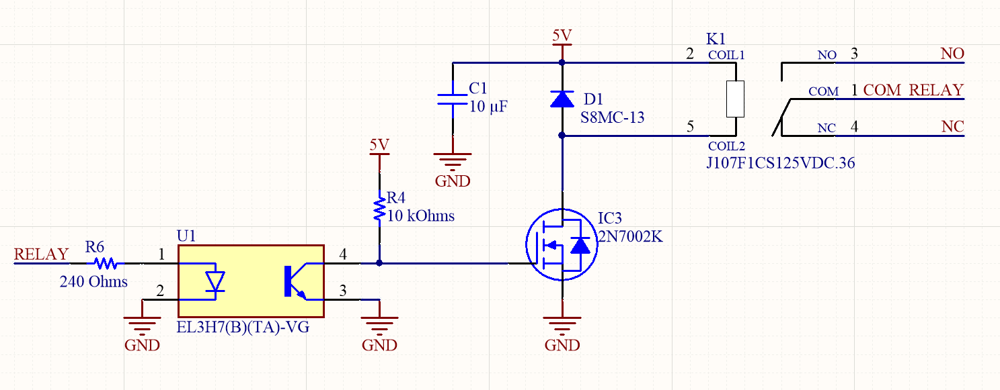 5V
K1
2
COIL1
NO
3
NO
C1
10 µF
D1
S8MC-13
COM
1
COM RELAY
5
NC
4
NC
COIL2
J107F1CS125VDC.36
GND
5V
R4
10 kOhms
IC3
2N7002K
U1
RELAY
R6
1
4
240 Ohms
2
3
EL3H7(B)(TA)-VG
GND
GND
GND